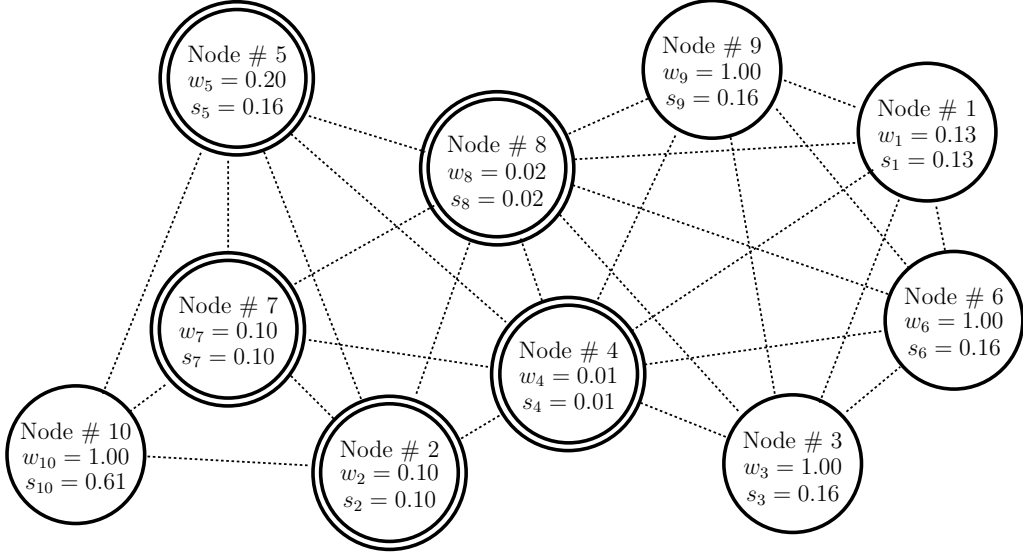 Node # 5
w₅ = 0.20
s₅ = 0.16
Node # 9
w₉ = 1.00
s₉ = 0.16
Node # 1
w₁ = 0.13
s₁ = 0.13
Node # 8
w₈ = 0.02
s₈ = 0.02
Node # 7
w₇ = 0.10
s₇ = 0.10
Node # 6
w₆ = 1.00
s₆ = 0.16
Node # 4
w₄ = 0.01
s₄ = 0.01
Node # 10
w₁₀ = 1.00
s₁₀ = 0.61
Node # 2
w₂ = 0.10
s₂ = 0.10
Node # 3
w₃ = 1.00
s₃ = 0.16